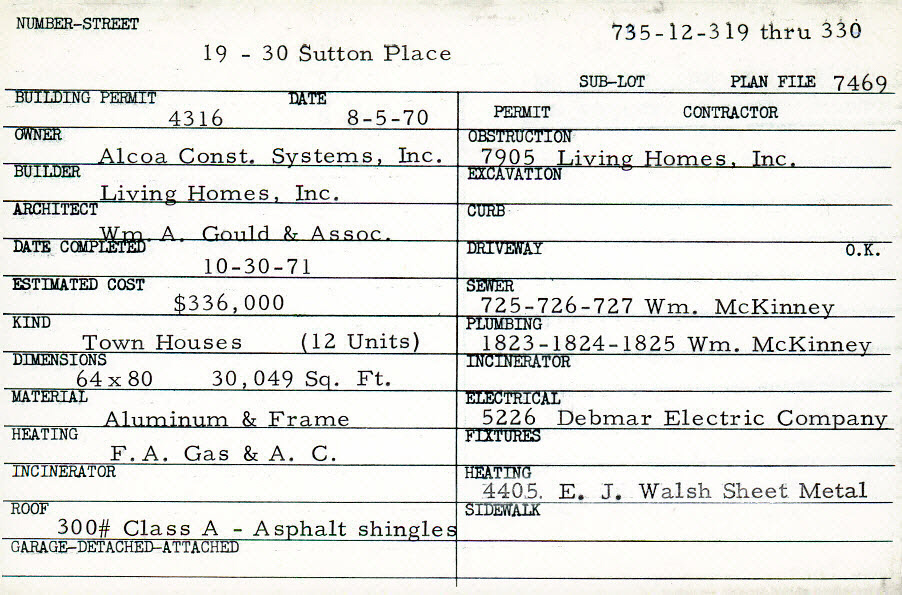 NUMBER-STREET
735-12-319 thru 330
19 - 30 Sutton Place
SUB-LOT PLAN FILE 7469
BUILDING PERMIT DATE
4316 8-5-70
OWNER
Alcoa Const. Systems, Inc.
BUILDER
Living Homes, Inc.
ARCHITECT
Wm. A. Gould & Assoc.
DATE COMPLETED
10-30-71
ESTIMATED COST
$336,000
KIND
Town Houses (12 Units)
DIMENSIONS
64x80 30,049 Sq. Ft.
MATERIAL
Aluminum & Frame
HEATING
F.A. Gas & A. C.
INCINERATOR
ROOF
300# Class A - Asphalt shingles
GARAGE-DETACHED-ATTACHED
PERMIT CONTRACTOR
OBSTRUCTION
7905 Living Homes, Inc.
EXCAVATION
CURB
DRIVEWAY O.K.
SEWER
725-726-727 Wm. McKinney
PLUMBING
1823-1824-1825 Wm. McKinney
INCINERATOR
ELECTRICAL
5226 Debmar Electric Company
FIXTURES
HEATING
4405. E. J. Walsh Sheet Metal
SIDEWALK